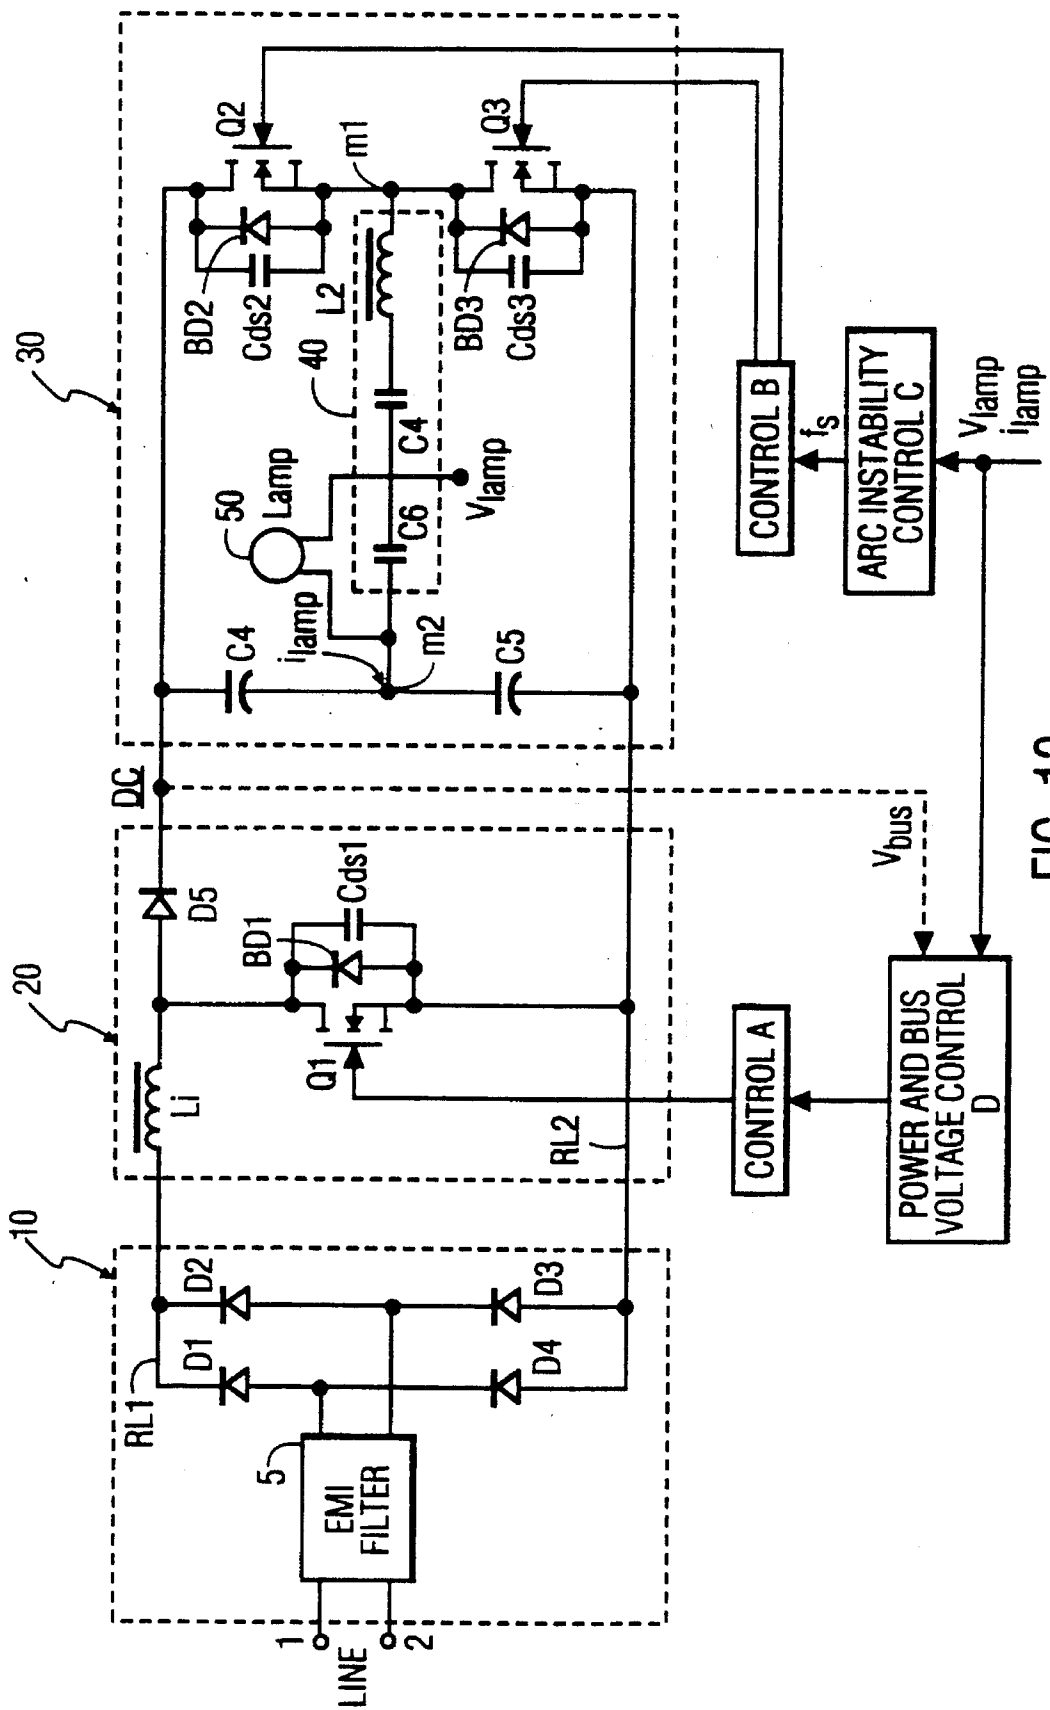 10
20
30
RL1
D1
D2
D3
D4
5
EMI
FILTER
1
LINE
2
Li
D5
Q1
BD1
Cds1
RL2
DC
C4
i lamp
m2
C5
50
Lamp
40
C6
C4
Vlamp
L2
BD2
Cds2
Q2
m1
BD3
Cds3
Q3
CONTROL A
POWER AND BUS
VOLTAGE CONTROL
D
Vbus
CONTROL B
fs
ARC INSTABILITY
CONTROL C
Vlamp
ilamp